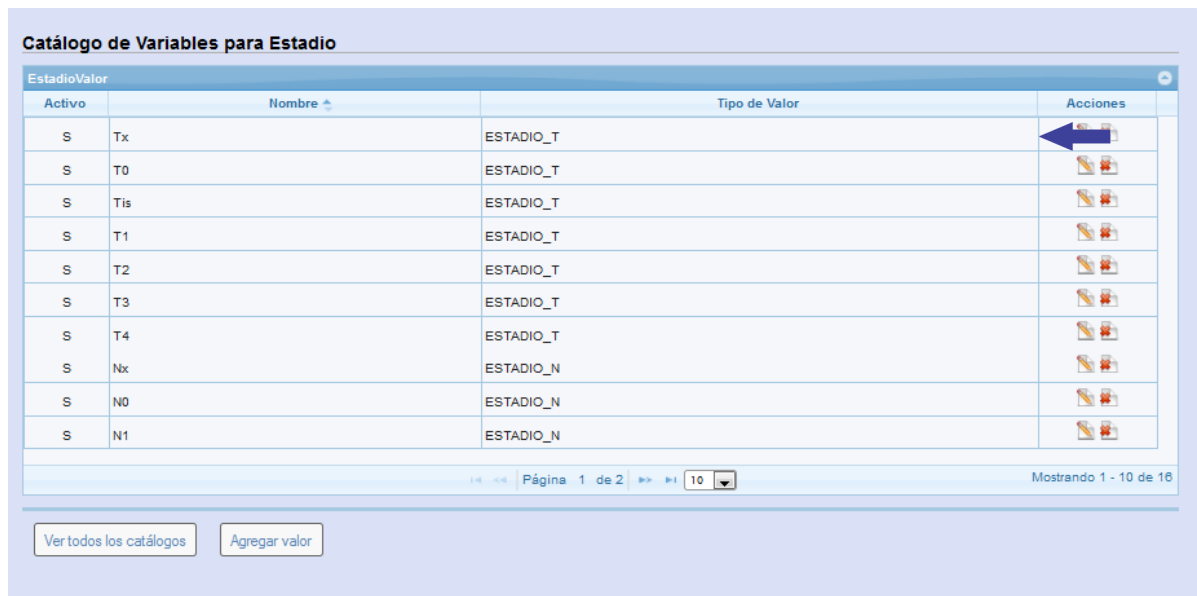 Catálogo de Variables para Estadio
EstadioValor
Activo Nombre Tipo de Valor Acciones
S Tx ESTADIO_T
S T0 ESTADIO_T
S Tis ESTADIO_T
S T1 ESTADIO_T
S T2 ESTADIO_T
S T3 ESTADIO_T
S T4 ESTADIO_T
S Nx ESTADIO_N
S N0 ESTADIO_N
S N1 ESTADIO_N
Página 1 de 2 10 Mostrando 1 - 10 de 16
Ver todos los catálogos Agregar valor